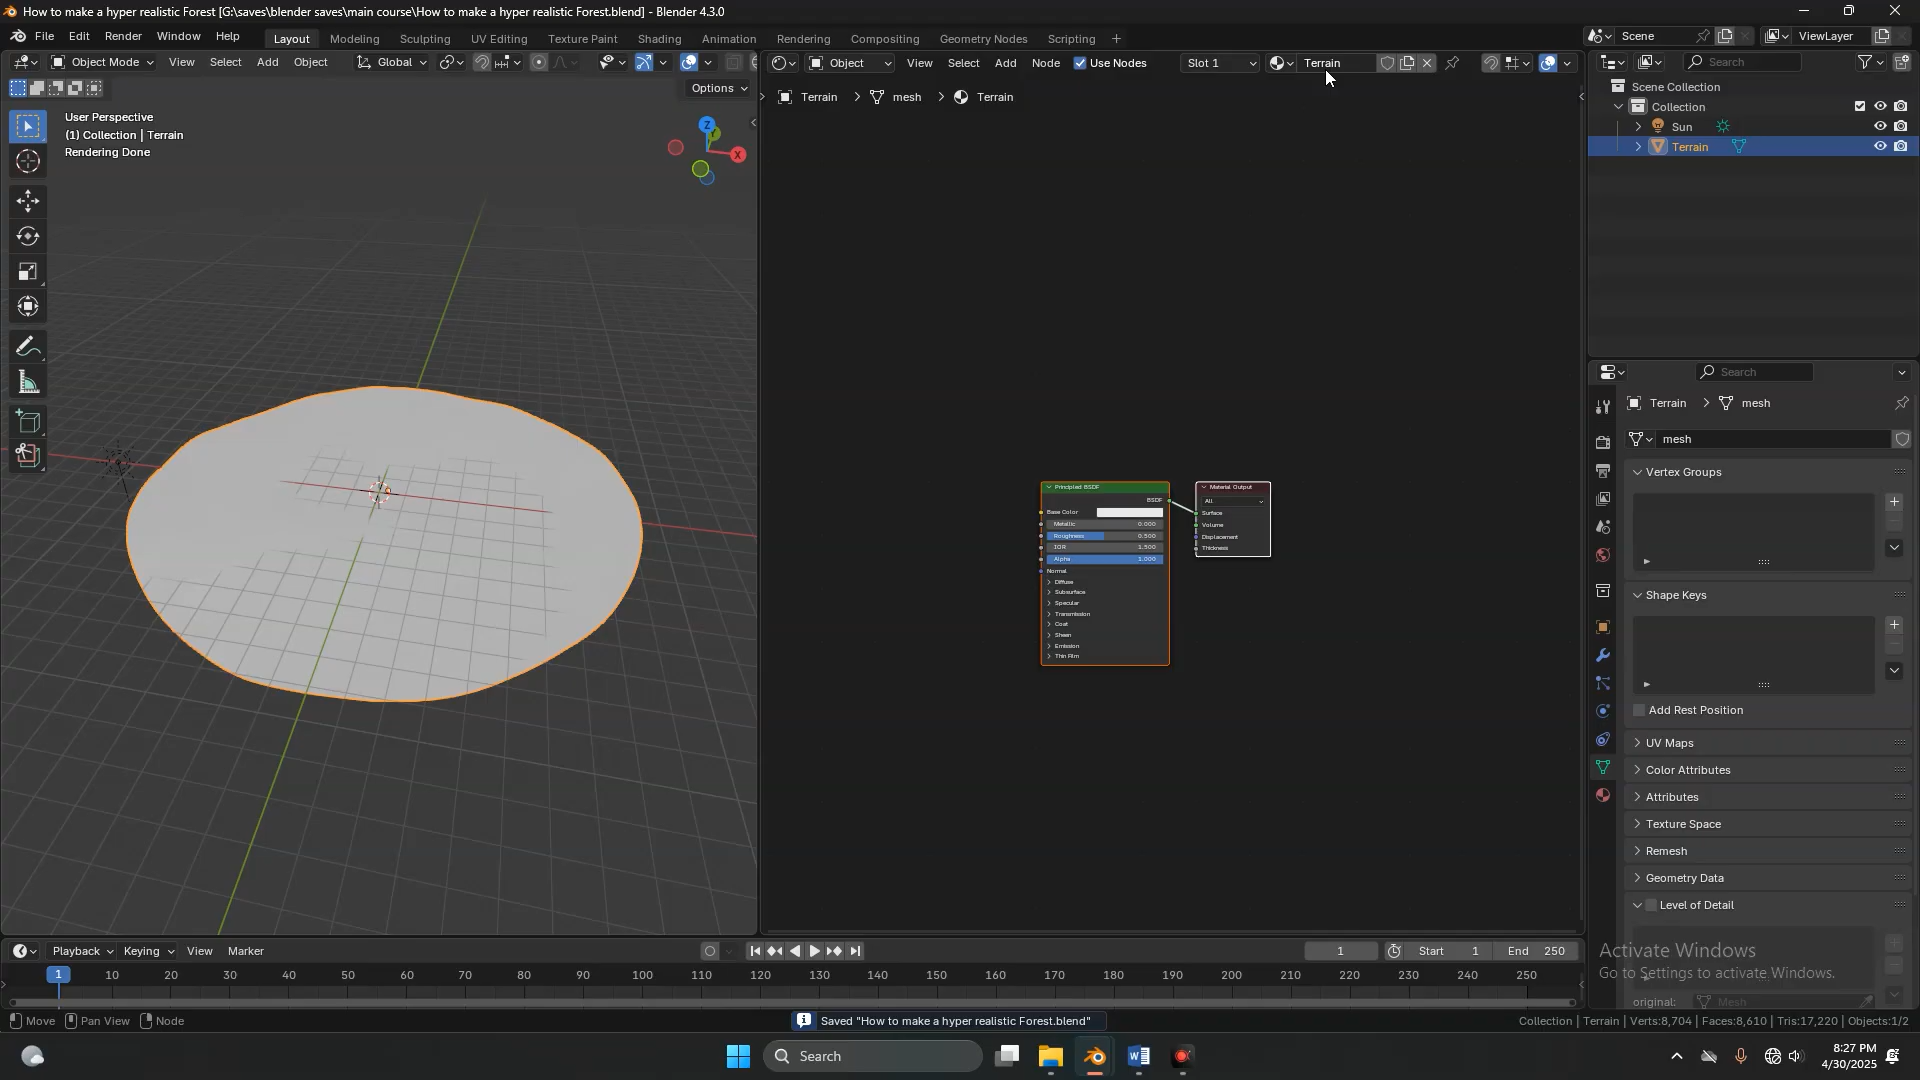 How to make a hyper realistic Forest [G:\saves\blender saves\main course\How to make a hyper realistic Forest.blend] - Blender 4.3.0
File Edit Render Window Help
Layout Modeling Sculpting UV Editing Texture Paint Shading Animation Rendering Compositing Geometry Nodes Scripting +
Scene ViewLayer
Object Mode View Select Add Object Global
Options
User Perspective
(1) Collection | Terrain
Rendering Done
Z
X
Object View Select Add Node Use Nodes Slot 1 Terrain
Terrain > mesh > Terrain
Principled BSDF
BSDF
Base Color
Metallic 0.000
Roughness 0.500
IOR 1.500
Alpha 1.000
Normal
Diffuse
Subsurface
Specular
Transmission
Coat
Sheen
Emission
Thin Film
Material Output
All
Surface
Volume
Displacement
Thickness
Search
Scene Collection
Collection
Sun
Terrain
Search
Terrain > mesh
mesh
Vertex Groups
Shape Keys
Add Rest Position
UV Maps
Color Attributes
Attributes
Texture Space
Remesh
Geometry Data
Level of Detail
original: Mesh
Activate Windows
Go to Settings to activate Windows.
Playback Keying View Marker
1 Start 1 End 250
1 10 20 30 40 50 60 70 80 90 100 110 120 130 140 150 160 170 180 190 200 210 220 230 240 250
Move Pan View Node
Saved "How to make a hyper realistic Forest.blend"
Collection | Terrain | Verts:8,704 | Faces:8,610 | Tris:17,220 | Objects:1/2
Search
8:27 PM
4/30/2025